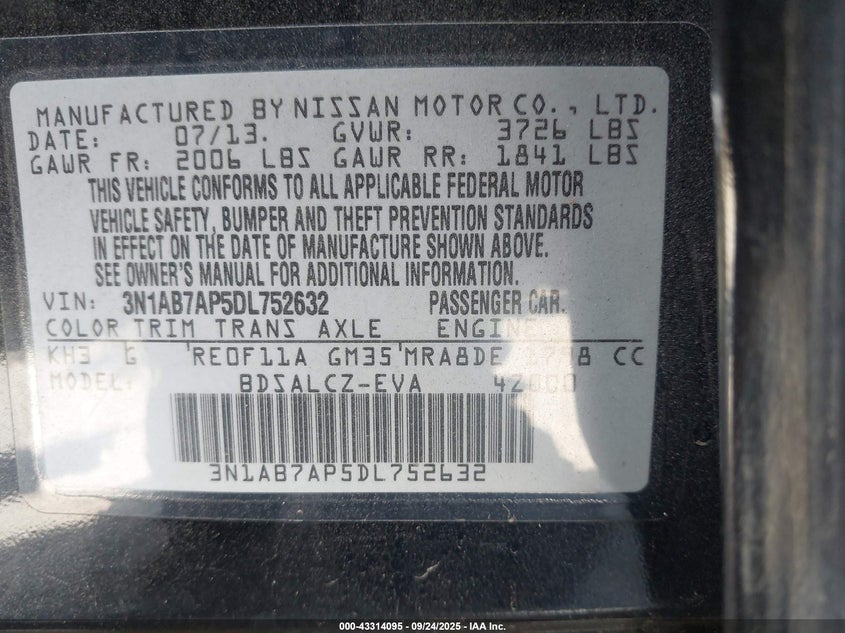 MANUFACTURED BY NISSAN MOTOR CO., LTD.
DATE: 07/13. GVWR: 3726 LBS
GAWR FR: 2006 LBS GAWR RR: 1841 LBS
THIS VEHICLE CONFORMS TO ALL APPLICABLE FEDERAL MOTOR
VEHICLE SAFETY, BUMPER AND THEFT PREVENTION STANDARDS
IN EFFECT ON THE DATE OF MANUFACTURE SHOWN ABOVE.
SEE OWNER'S MANUAL FOR ADDITIONAL INFORMATION.
VIN: 3N1AB7AP5DL752632 PASSENGER CAR.
COLOR TRIM TRANS AXLE ENGINE
KH3 G RE0F11A GM35 MRA8DE 1798 CC
MODEL: BDSALCZ-EVA 42000
3N1AB7AP5DL752632
000-43314095 - 09/24/2025 - IAA Inc.